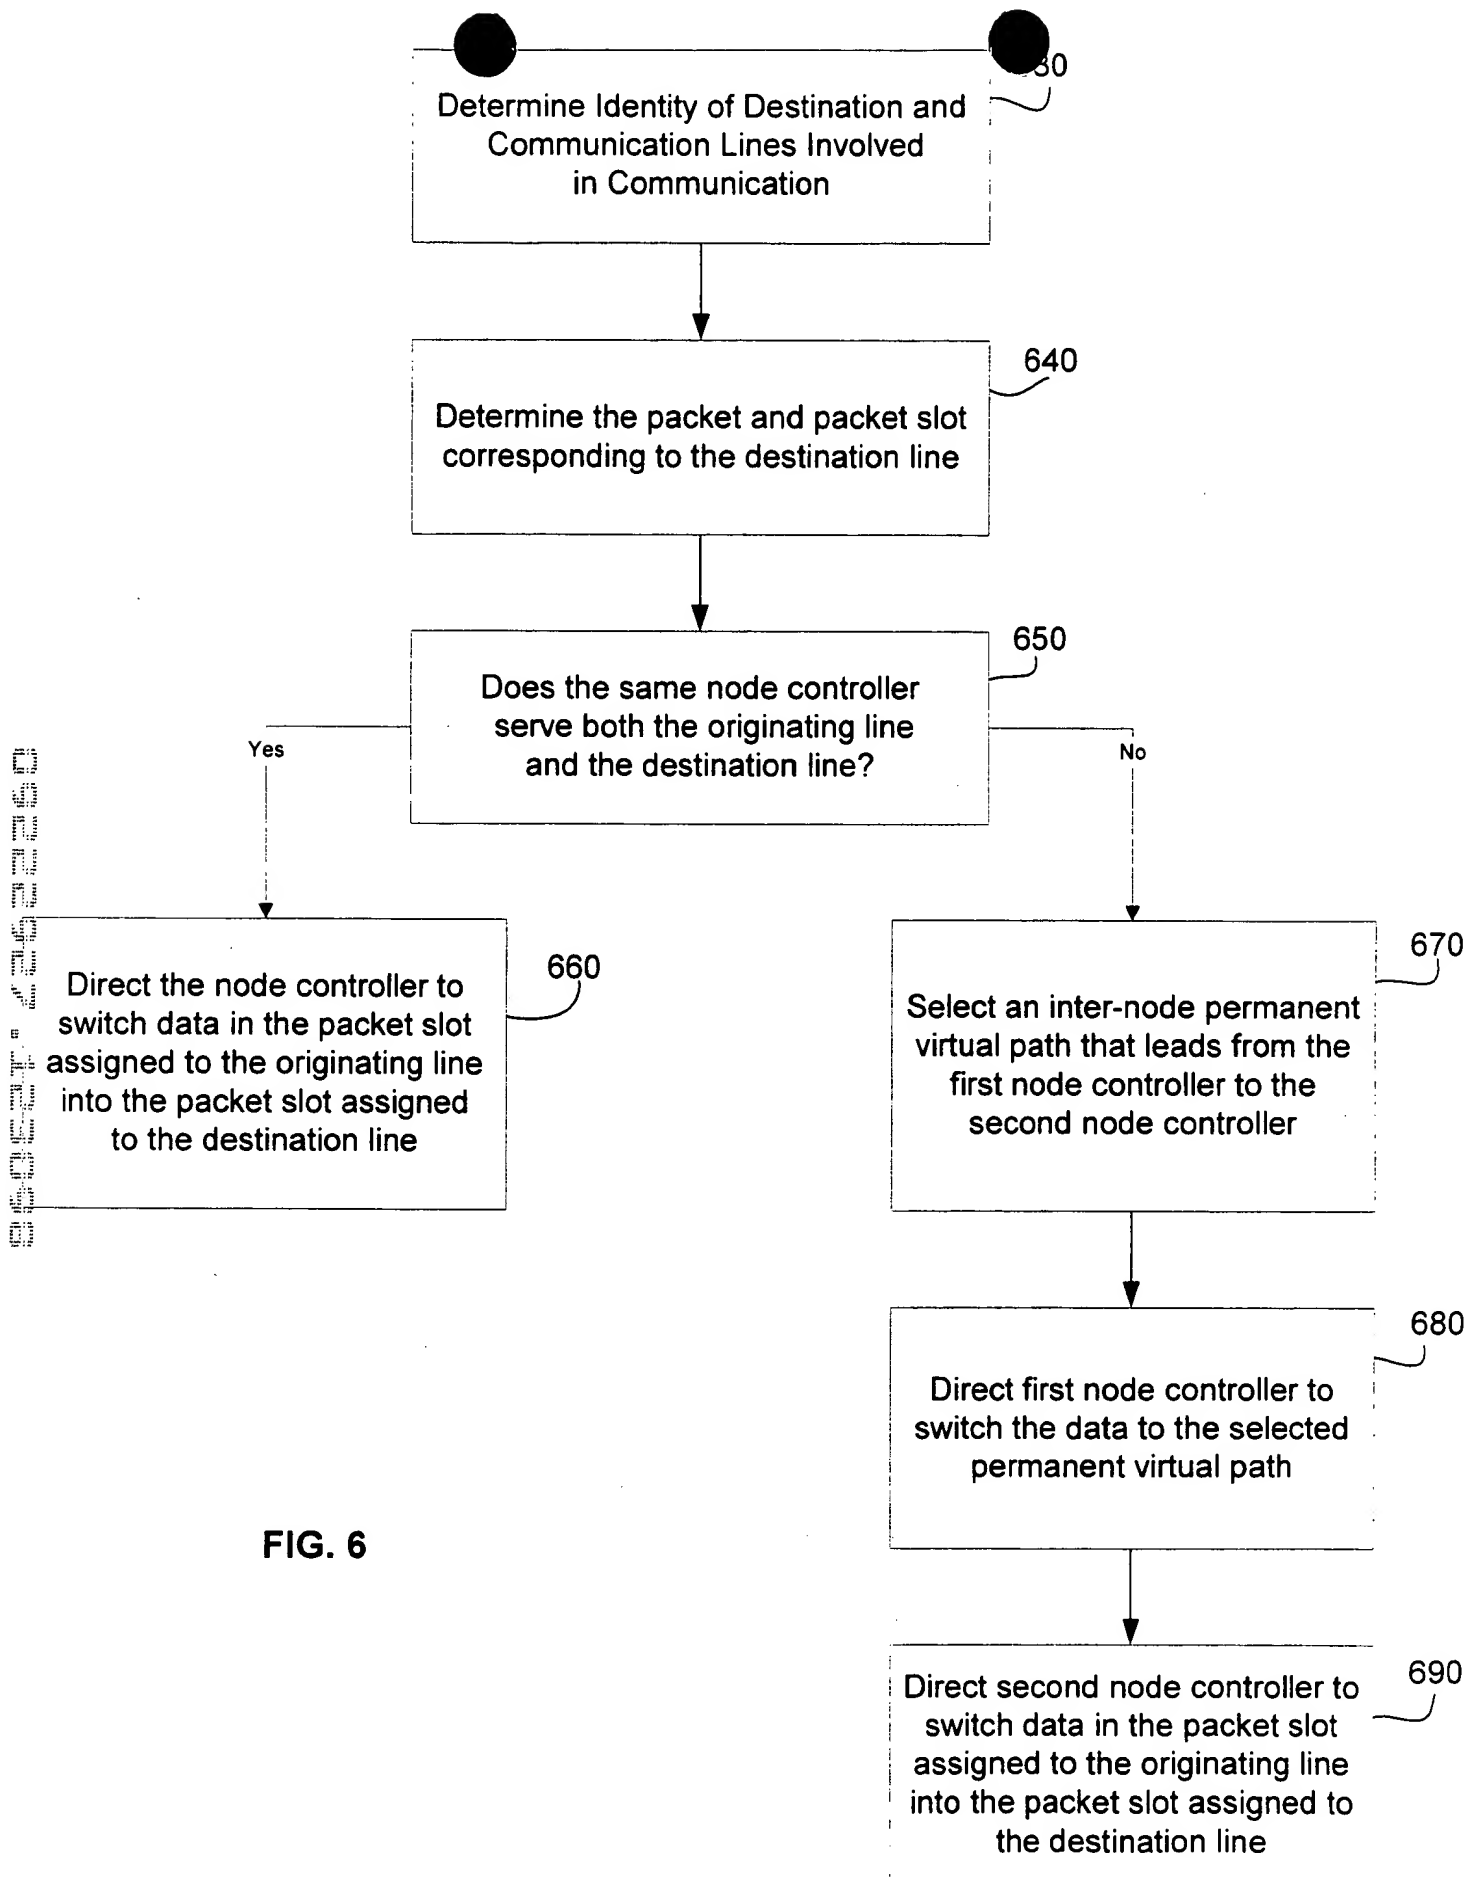 Determine Identity of Destination and
Communication Lines Involved
in Communication
640
Determine the packet and packet slot
corresponding to the destination line
650
Does the same node controller
serve both the originating line
and the destination line?
Yes
No
660
Direct the node controller to
switch data in the packet slot
assigned to the originating line
into the packet slot assigned
to the destination line
670
Select an inter-node permanent
virtual path that leads from the
first node controller to the
second node controller
680
Direct first node controller to
switch the data to the selected
permanent virtual path
690
Direct second node controller to
switch data in the packet slot
assigned to the originating line
into the packet slot assigned to
the destination line
FIG. 6